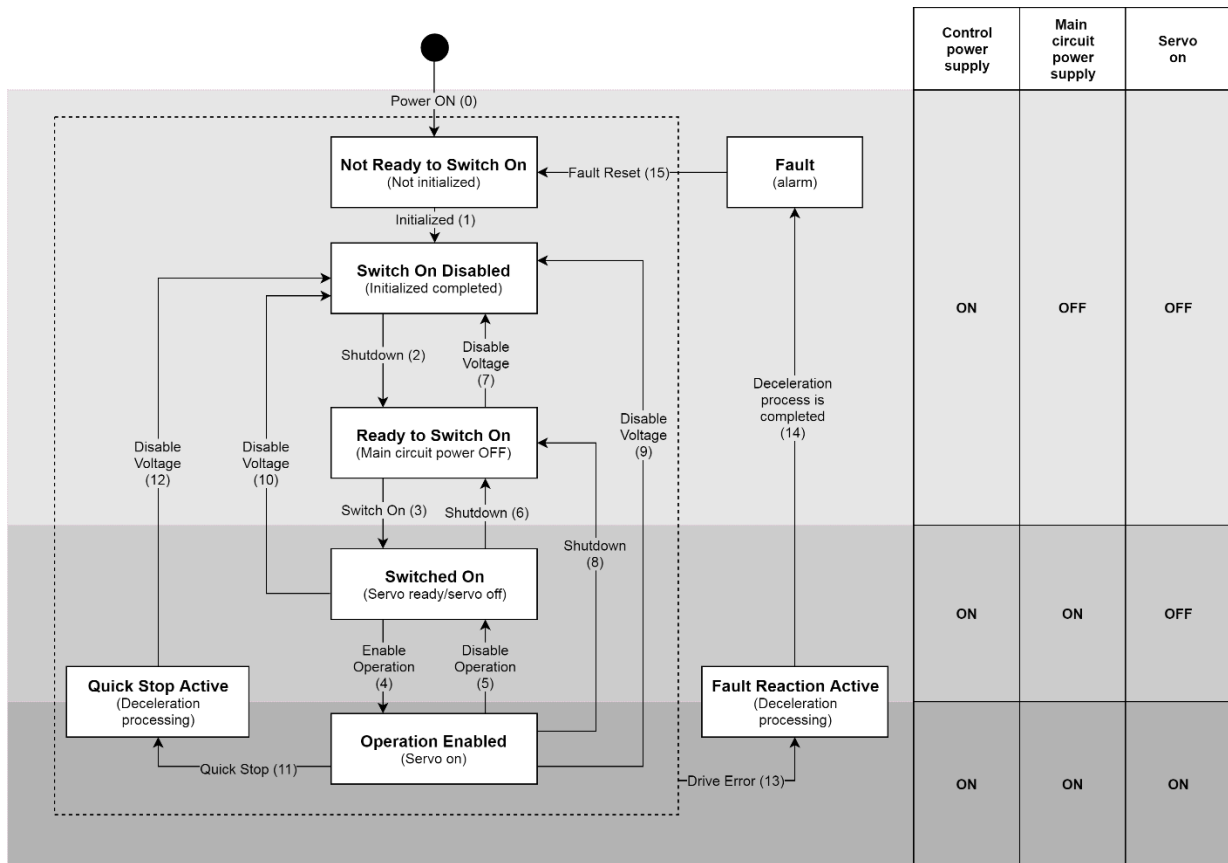 Control
power
supply
Main
circuit
power
supply
Servo
on
Power ON (0)
Not Ready to Switch On
(Not initialized)
Fault Reset (15)
Fault
(alarm)
Initialized (1)
Switch On Disabled
(Initialized completed)
ON
OFF
OFF
Shutdown (2)
Disable
Voltage
(7)
Deceleration
process is
completed
(14)
Ready to Switch On
(Main circuit power OFF)
Disable
Voltage
(12)
Disable
Voltage
(10)
Disable
Voltage
(9)
Switch On (3)
Shutdown (6)
Shutdown
(8)
Switched On
(Servo ready/servo off)
ON
ON
OFF
Enable
Operation
(4)
Disable
Operation
(5)
Quick Stop Active
(Deceleration
processing)
Fault Reaction Active
(Deceleration
processing)
Operation Enabled
(Servo on)
Quick Stop (11)
Drive Error (13)
ON
ON
ON